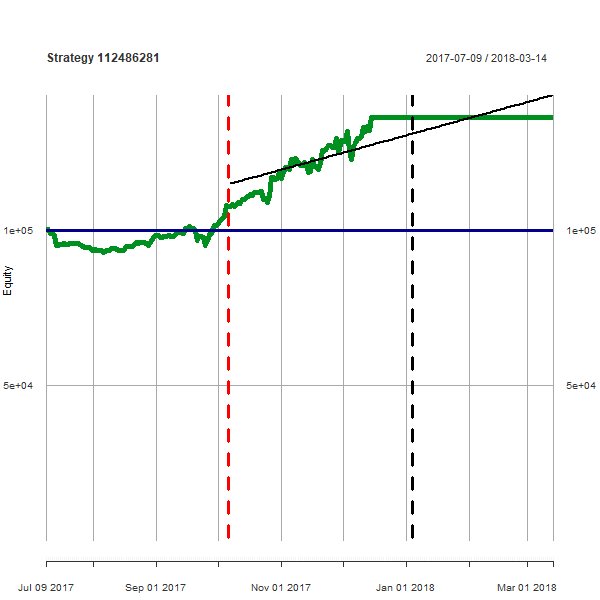 Strategy 112486281
2017-07-09 / 2018-03-14
1e+05
1e+05
Equity
5e+04
5e+04
Jul 09 2017
Sep 01 2017
Nov 01 2017
Jan 01 2018
Mar 01 2018